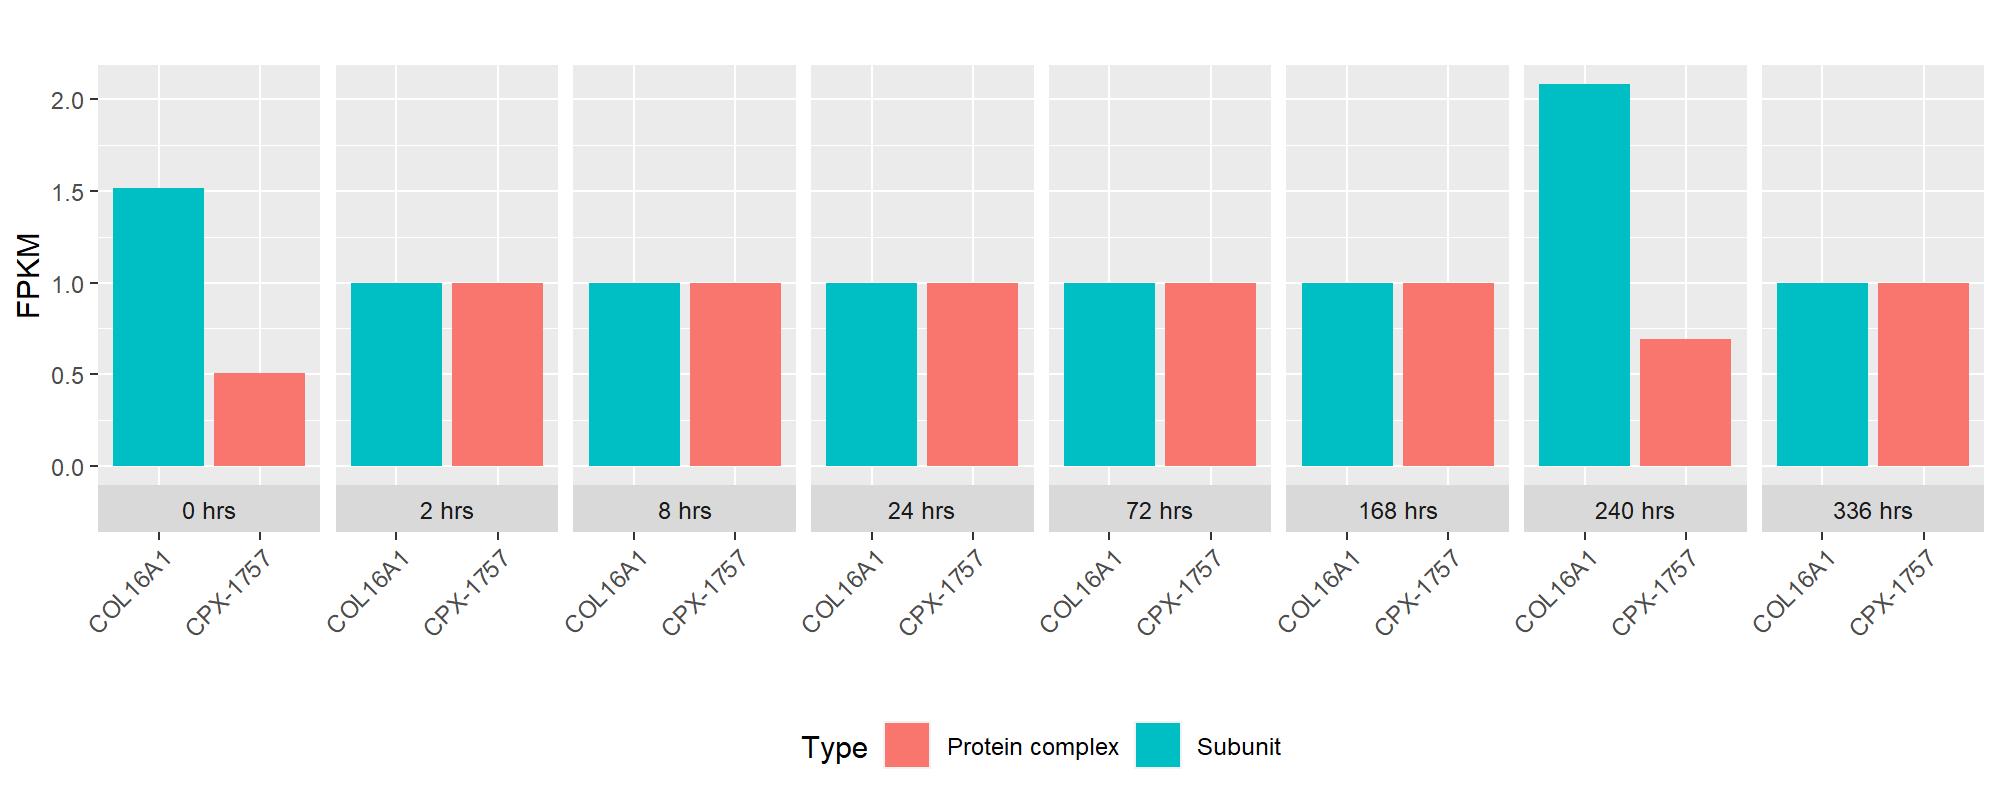 FPKM
2.0
1.5
1.0
0.5
0.0
0 hrs 2 hrs 8 hrs 24 hrs 72 hrs 168 hrs 240 hrs 336 hrs
COL16A1 CPX-1757 COL16A1 CPX-1757 COL16A1 CPX-1757 COL16A1 CPX-1757 COL16A1 CPX-1757 COL16A1 CPX-1757 COL16A1 CPX-1757 COL16A1 CPX-1757
Type Protein complex Subunit